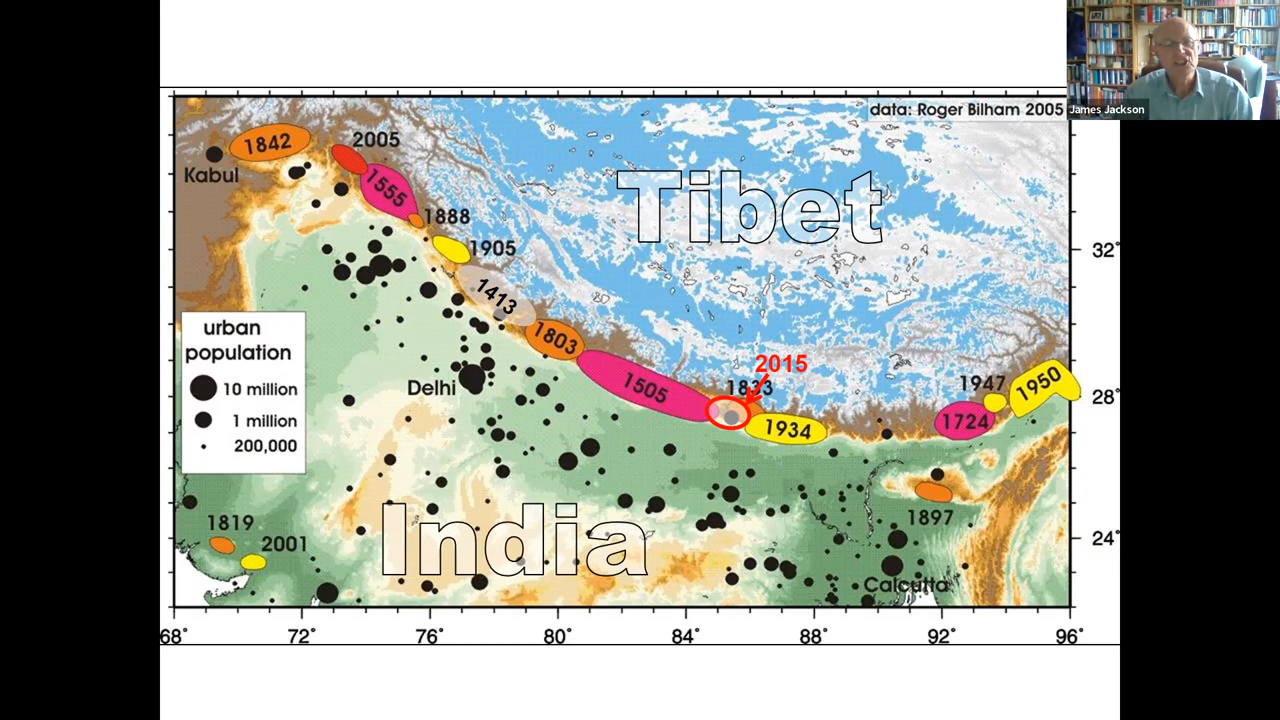 James Jackson
data: Roger Bilham 2005
1842
2005
Kabul
1555
Tibet
1888
1905
32°
1413
urban
population
1803
10 million
Delhi
1505
2015
1833
1947
1950
28°
1 million
1934
1724
200,000
India
1819
1897
2001
24°
Calcutta
68°
72°
76°
80°
84°
88°
92°
96°